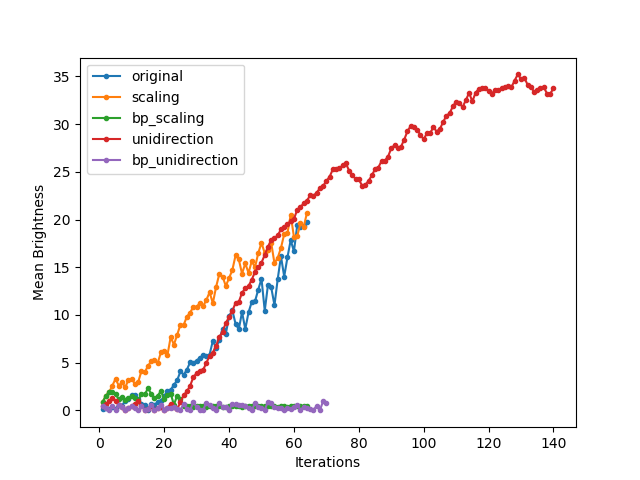 original
scaling
bp_scaling
unidirection
bp_unidirection
35
30
25
20
15
10
5
0
Mean Brightness
0 20 40 60 80 100 120 140
Iterations